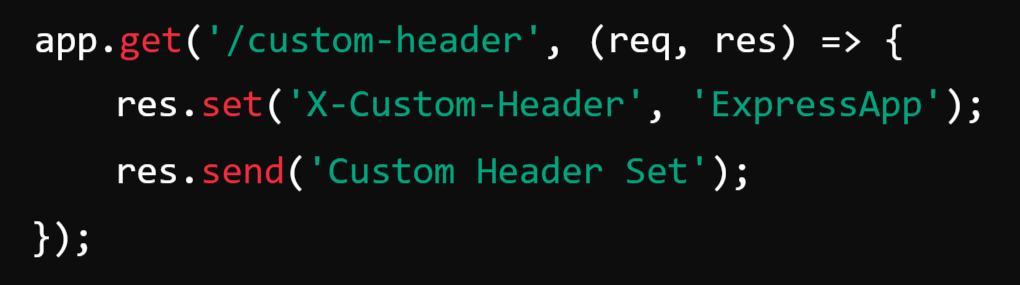 app.get('/custom-header', (req, res) => {
    res.set('X-Custom-Header', 'ExpressApp');
    res.send('Custom Header Set');
});